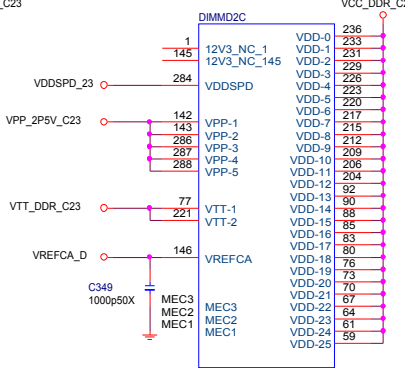 _C23
VCC_DDR_C2
DIMMD2C
1 12V3_NC_1
145 12V3_NC_145
VDDSPD_23 284 VDDSPD
VPP_2P5V_C23 142 VPP-1
143 VPP-2
286 VPP-3
287 VPP-4
288 VPP-5
VTT_DDR_C23 77 VTT-1
221 VTT-2
VREFCA_D 146 VREFCA
C349
1000p50X
MEC3 MEC3
MEC2 MEC2
MEC1 MEC1
VDD-0 236
VDD-1 233
VDD-2 231
VDD-3 229
VDD-4 226
VDD-5 223
VDD-6 220
VDD-7 217
VDD-8 215
VDD-9 212
VDD-10 209
VDD-11 206
VDD-12 204
VDD-13 92
VDD-14 90
VDD-15 88
VDD-16 85
VDD-17 83
VDD-18 80
VDD-19 76
VDD-20 73
VDD-21 70
VDD-22 67
VDD-23 64
VDD-24 61
VDD-25 59